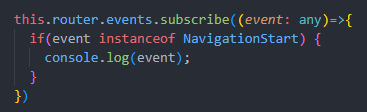 this.router.events.subscribe((event: any)=>{
  if(event instanceof NavigationStart) {
    console.log(event);
  }
})